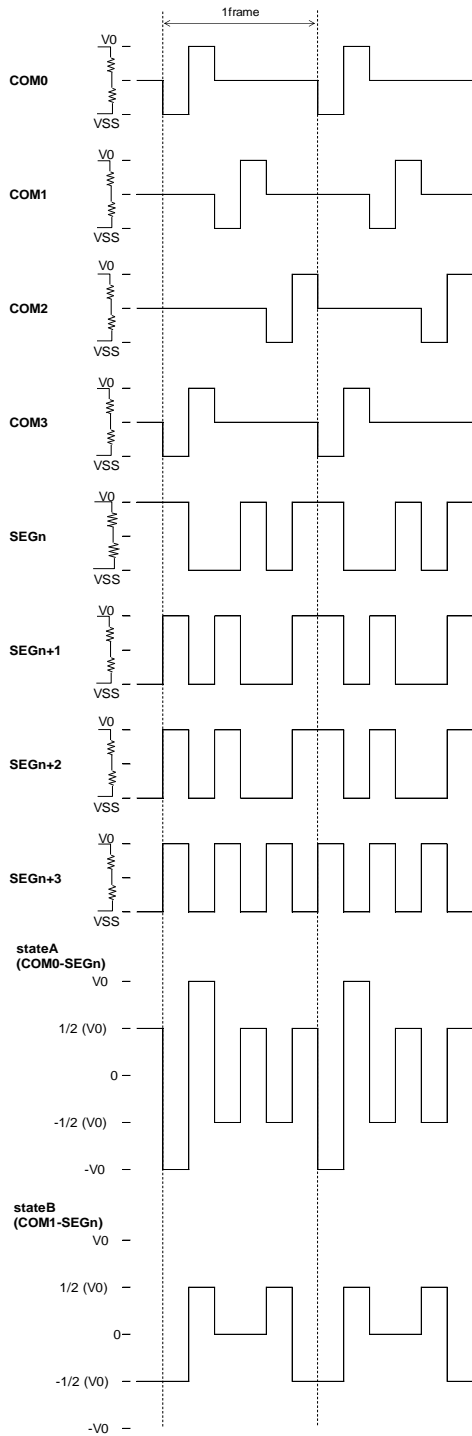 1frame
V0
COM0
VSS
V0
COM1
VSS
V0
COM2
VSS
V0
COM3
VSS
V0
SEGn
VSS
V0
SEGn+1
VSS
V0
SEGn+2
VSS
V0
SEGn+3
VSS
stateA
(COM0-SEGn)
V0
1/2 (V0)
0
-1/2 (V0)
-V0
stateB
(COM1-SEGn)
V0
1/2 (V0)
0
-1/2 (V0)
-V0